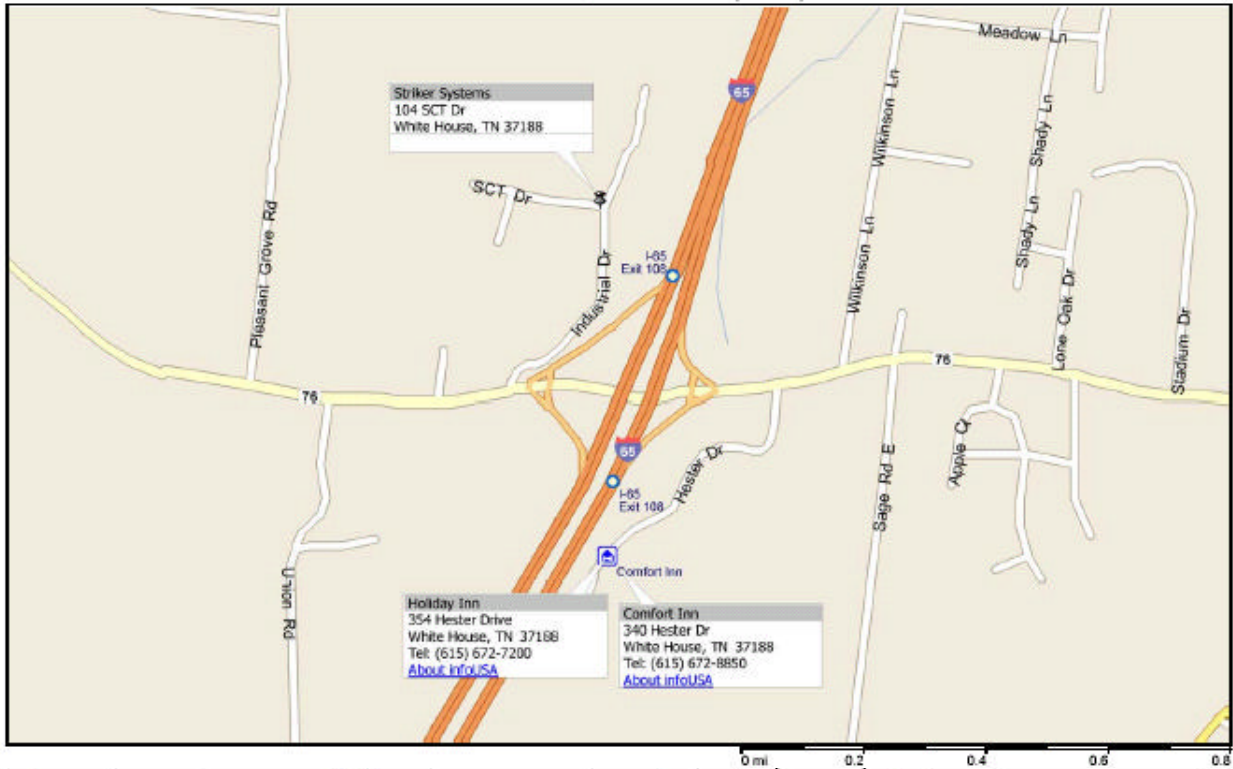 Meadow Ln
65
Striker Systems
104 SCT Dr
White House, TN 37188
SCT Dr
Pleasant Grove Rd
Industrial Dr
I-65
Exit 108
Wilkinson Ln
Wilkinson Ln
Shady Ln
Shady Ln
Lone Oak Dr
Stadium Dr
76
76
65
I-65
Exit 108
Hester Dr
Sage Rd E
Apple Ct
Union Rd
Comfort Inn
Holiday Inn
354 Hester Drive
White House, TN 37188
Tel: (615) 672-7200
About infoUSA
Comfort Inn
340 Hester Dr
White House, TN 37188
Tel: (615) 672-8850
About infoUSA
0 mi 0.2 0.4 0.6 0.8